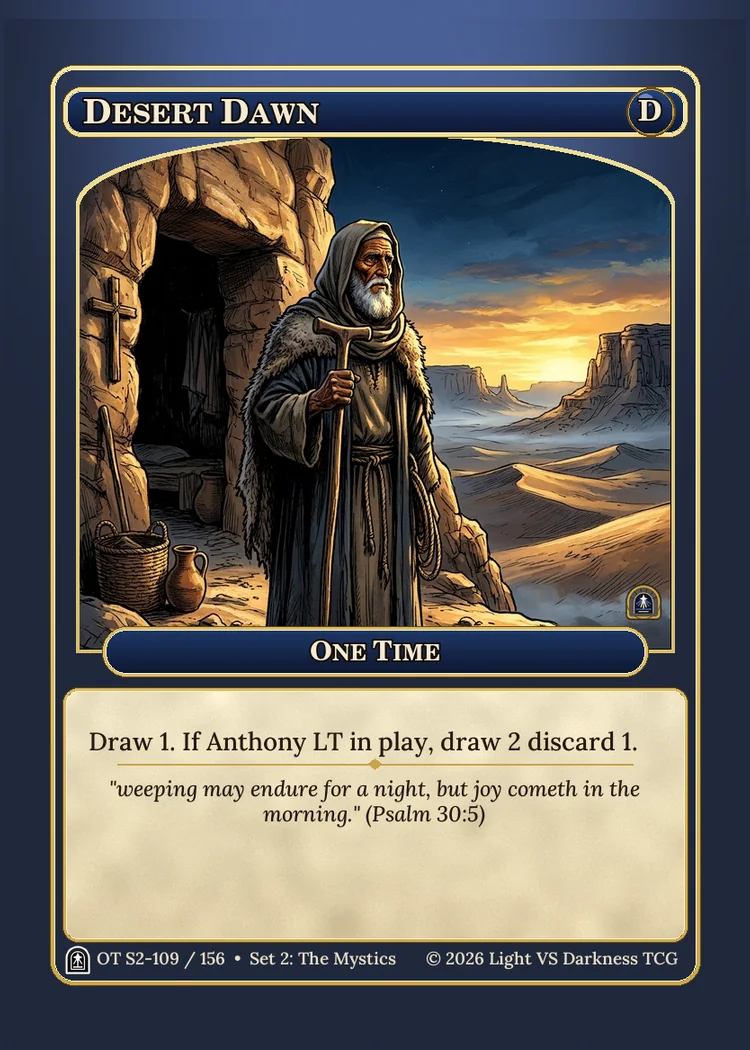 Desert Dawn
D
One Time
Draw 1. If Anthony LT in play, draw 2 discard 1.
"weeping may endure for a night, but joy cometh in the
morning." (Psalm 30:5)
OT S2-109 / 156 • Set 2: The Mystics © 2026 Light VS Darkness TCG